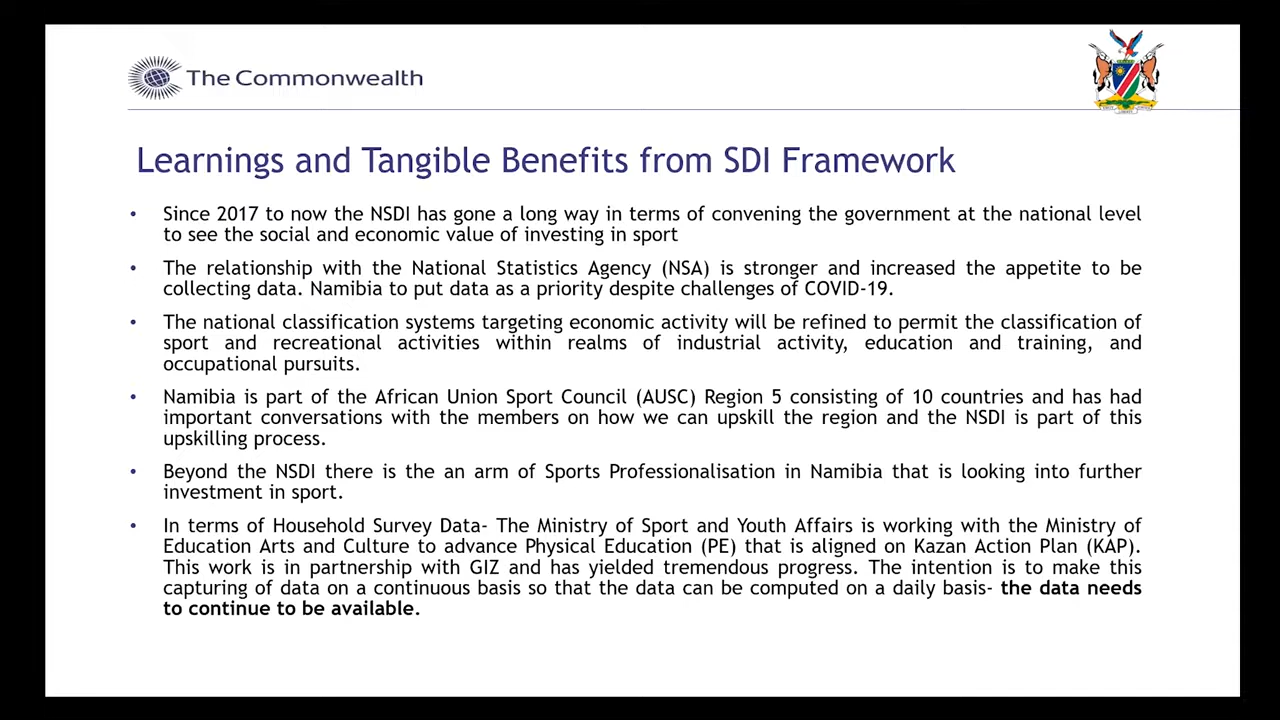 The Commonwealth
Learnings and Tangible Benefits from SDI Framework
• Since 2017 to now the NSDI has gone a long way in terms of convening the government at the national level
to see the social and economic value of investing in sport
• The relationship with the National Statistics Agency (NSA) is stronger and increased the appetite to be
collecting data. Namibia to put data as a priority despite challenges of COVID-19.
• The national classification systems targeting economic activity will be refined to permit the classification of
sport and recreational activities within realms of industrial activity, education and training, and
occupational pursuits.
• Namibia is part of the African Union Sport Council (AUSC) Region 5 consisting of 10 countries and has had
important conversations with the members on how we can upskill the region and the NSDI is part of this
upskilling process.
• Beyond the NSDI there is the an arm of Sports Professionalisation in Namibia that is looking into further
investment in sport.
• In terms of Household Survey Data- The Ministry of Sport and Youth Affairs is working with the Ministry of
Education Arts and Culture to advance Physical Education (PE) that is aligned on Kazan Action Plan (KAP).
This work is in partnership with GIZ and has yielded tremendous progress. The intention is to make this
capturing of data on a continuous basis so that the data can be computed on a daily basis- the data needs
to continue to be available.